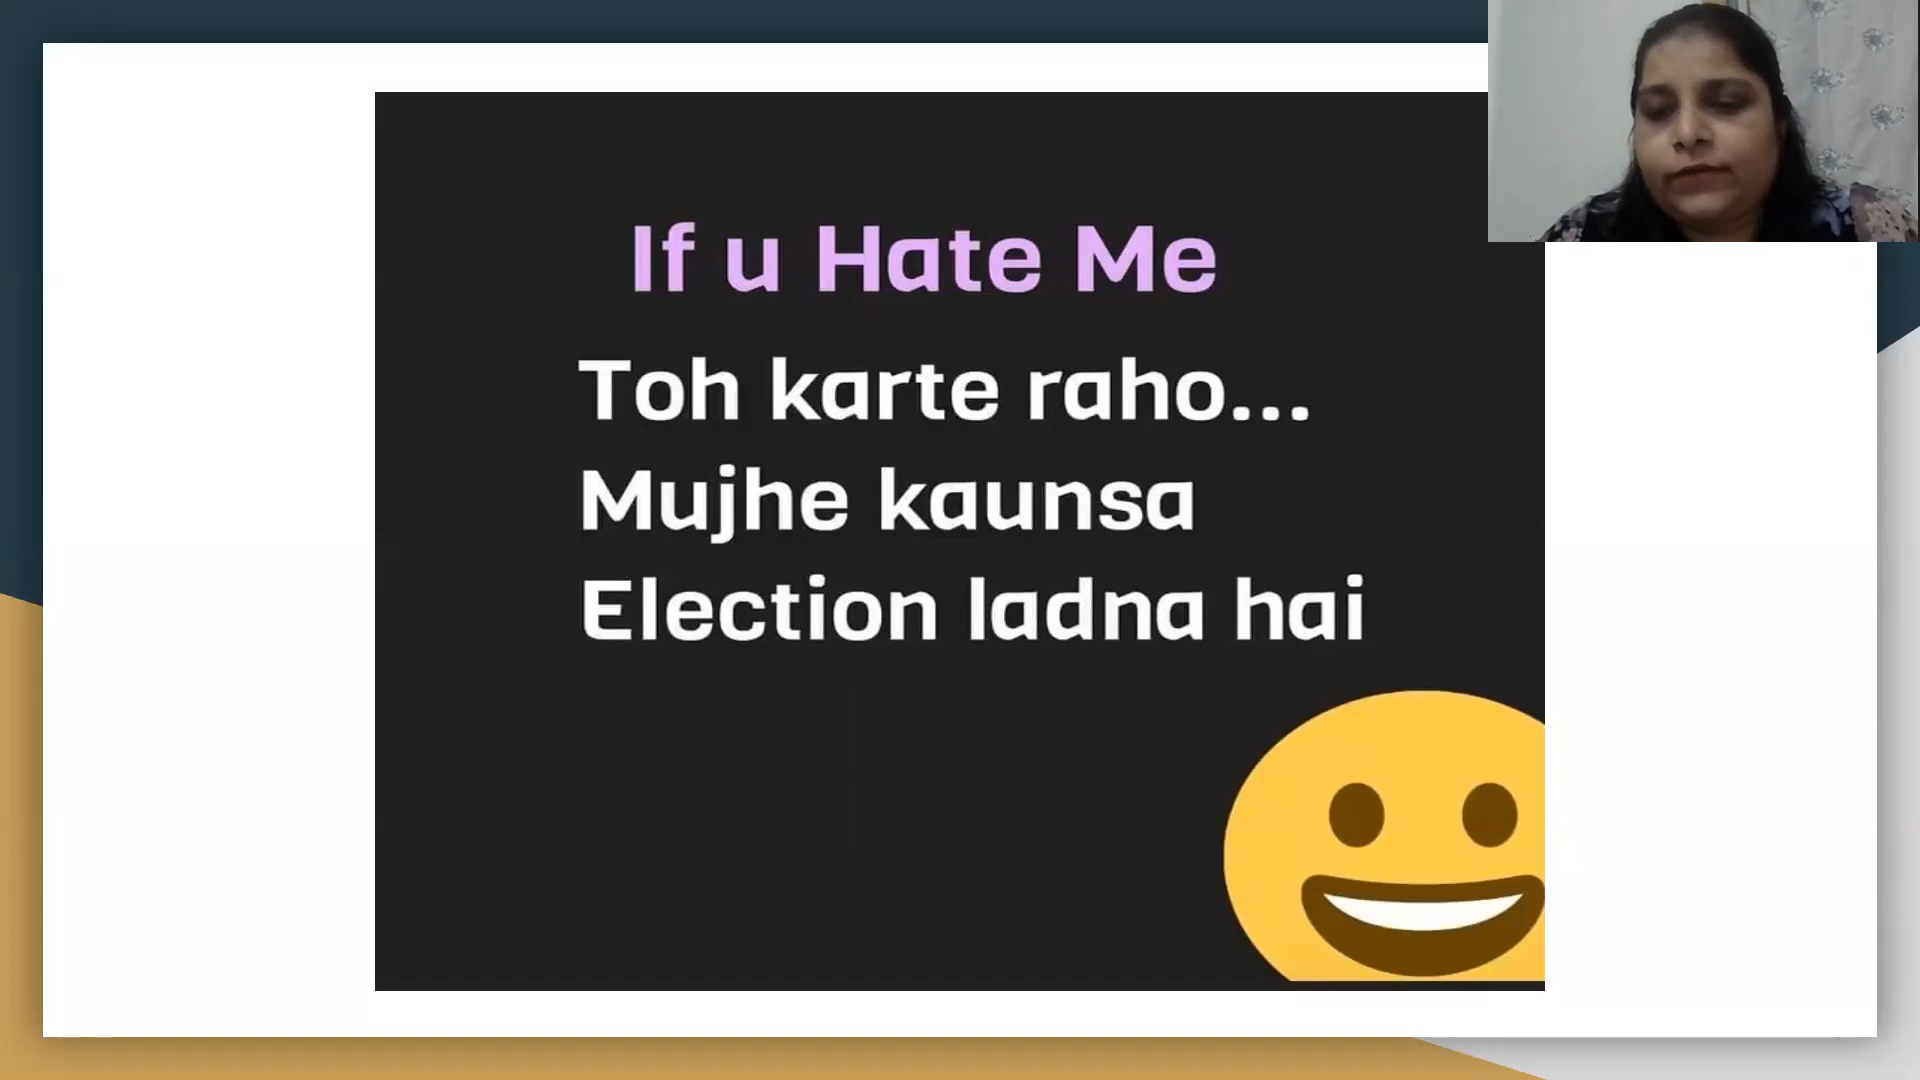 If u Hate Me
Toh karte raho...
Mujhe kaunsa
Election ladna hai